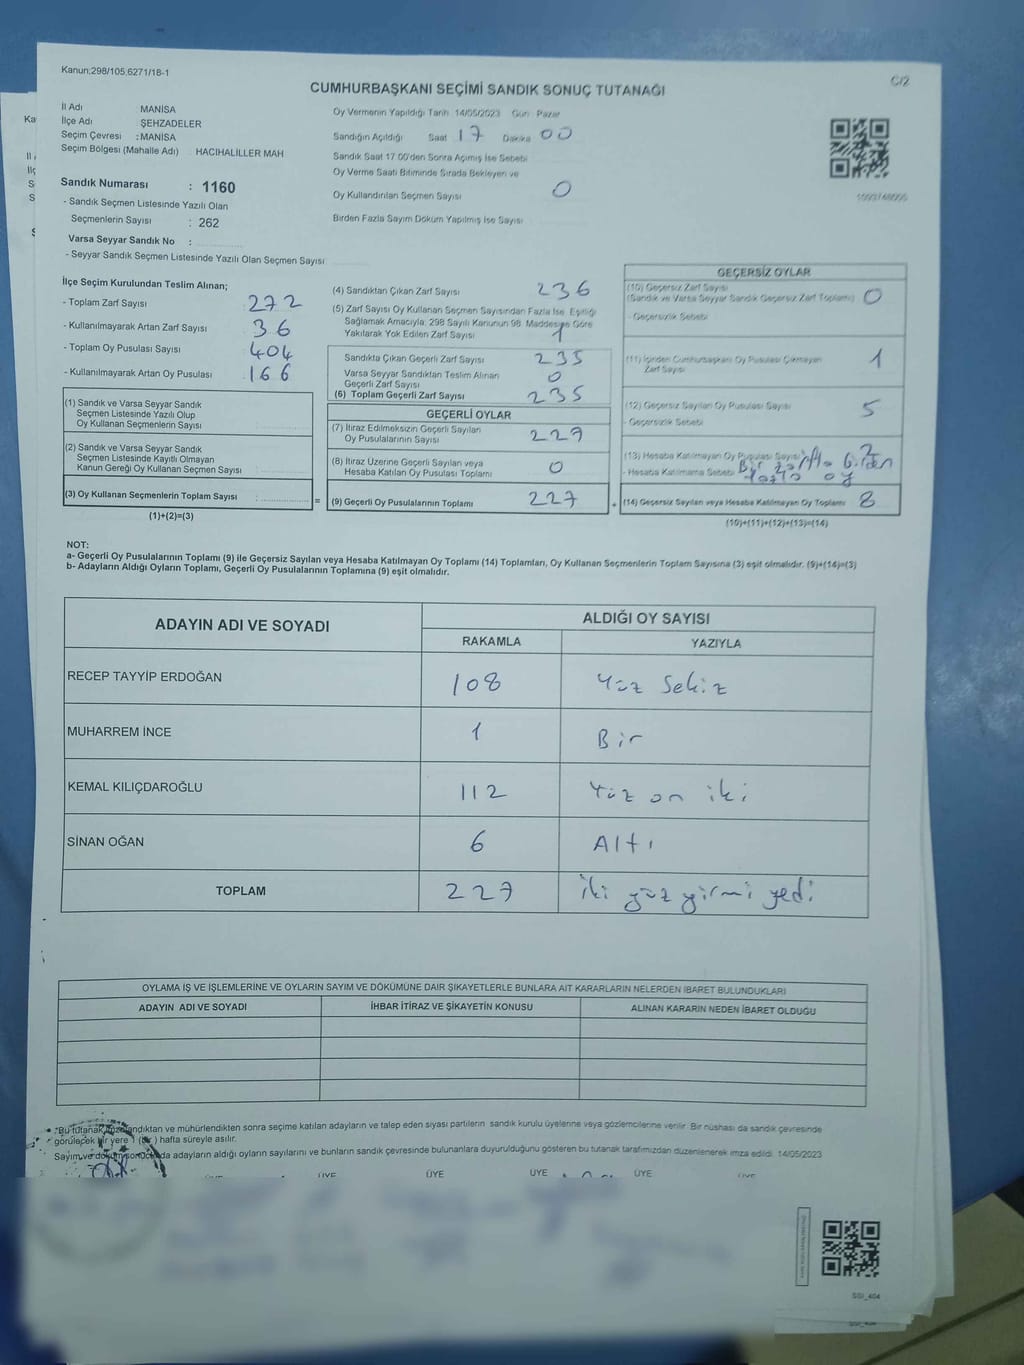 Kanun;298/105;6271/18-1
C/2
CUMHURBAŞKANI SEÇİMİ SANDIK SONUÇ TUTANAĞI
İl Adı : MANİSA
İlçe Adı : ŞEHZADELER
Seçim Çevresi : MANİSA
Seçim Bölgesi (Mahalle Adı) HACIHALİLLER MAH
Sandık Numarası : 1160
- Sandık Seçmen Listesinde Yazılı Olan
Seçmenlerin Sayısı : 262
Varsa Seyyar Sandık No :
- Seyyar Sandık Seçmen Listesinde Yazılı Olan Seçmen Sayısı
Oy Vermenin Yapıldığı Tarih 14/05/2023 Gün Pazar
Sandığın Açıldığı Saat 17 Dakika 00
Sandık Saat 17 00'den Sonra Açılmış İse Sebebi
Oy Verme Saati Bitiminde Sırada Bekleyen ve
Oy Kullandırılan Seçmen Sayısı 0
Birden Fazla Sayım Döküm Yapılmış İse Sayısı
İlçe Seçim Kurulundan Teslim Alınan;
- Toplam Zarf Sayısı 272
- Kullanılmayarak Artan Zarf Sayısı 36
- Toplam Oy Pusulası Sayısı 404
- Kullanılmayarak Artan Oy Pusulası 166
(1) Sandık ve Varsa Seyyar Sandık
Seçmen Listesinde Yazılı Olup
Oy Kullanan Seçmenlerin Sayısı
(2) Sandık ve Varsa Seyyar Sandık
Seçmen Listesinde Kayıtlı Olmayan
Kanun Gereği Oy Kullanan Seçmen Sayısı
(3) Oy Kullanan Seçmenlerin Toplam Sayısı : =
(1)+(2)=(3)
(4) Sandıktan Çıkan Zarf Sayısı 236
(5) Zarf Sayısı Oy Kullanan Seçmen Sayısından Fazla İse, Eşitliği
Sağlamak Amacıyla; 298 Sayılı Kanunun 98. Maddesine Göre
Yakılarak Yok Edilen Zarf Sayısı 1
Sandıkta Çıkan Geçerli Zarf Sayısı 235
Varsa Seyyar Sandıktan Teslim Alınan
Geçerli Zarf Sayısı 0
(6) Toplam Geçerli Zarf Sayısı 235
GEÇERLİ OYLAR
(7) İtiraz Edilmeksizin Geçerli Sayılan
Oy Pusulalarının Sayısı 227
(8) İtiraz Üzerine Geçerli Sayılan veya
Hesaba Katılan Oy Pusulası Toplamı 0
(9) Geçerli Oy Pusulalarının Toplamı 227 +
GEÇERSİZ OYLAR
(10) Geçersiz Zarf Sayısı
(Sandık ve Varsa Seyyar Sandık Geçersiz Zarf Toplamı) 0
- Geçersizlik Sebebi
(11) İçinden Cumhurbaşkanı Oy Pusulası Çıkmayan
Zarf Sayısı 1
(12) Geçersiz Sayılan Oy Pusulası Sayısı 5
- Geçersizlik Sebebi
(13) Hesaba Katılmayan Oy Pusulası Sayısı 2
- Hesaba Katılmama Sebebi Bir zarfta birden
fazla oy
(14) Geçersiz Sayılan veya Hesaba Katılmayan Oy Toplamı 8
(10)+(11)+(12)+(13)=(14)
NOT:
a- Geçerli Oy Pusulalarının Toplamı (9) ile Geçersiz Sayılan veya Hesaba Katılmayan Oy Toplamı (14) Toplamları, Oy Kullanan Seçmenlerin Toplam Sayısına (3) eşit olmalıdır. (9)+(14)=(3)
b- Adayların Aldığı Oyların Toplamı, Geçerli Oy Pusulalarının Toplamına (9) eşit olmalıdır.
ADAYIN ADI VE SOYADI
ALDIĞI OY SAYISI
RAKAMLA YAZIYLA
RECEP TAYYİP ERDOĞAN 108 Yüz Sekiz
MUHARREM İNCE 1 Bir
KEMAL KILIÇDAROĞLU 112 Yüz on iki
SİNAN OĞAN 6 Altı
TOPLAM 227 İki yüz yirmi yedi
OYLAMA İŞ VE İŞLEMLERİNE VE OYLARIN SAYIM VE DÖKÜMÜNE DAİR ŞİKAYETLERLE BUNLARA AİT KARARLARIN NELERDEN İBARET BULUNDUKLARI
ADAYIN ADI VE SOYADI İHBAR İTİRAZ VE ŞİKAYETİN KONUSU ALINAN KARARIN NEDEN İBARET OLDUĞU
"Bu tutanak imzalandıktan ve mühürlendikten sonra seçime katılan adayların ve talep eden siyasi partilerin sandık kurulu üyelerine veya gözlemcilerine verilir. Bir nüshası da sandık çevresinde
görülecek bir yere 1 (bir) hafta süreyle asılır.
Sayım ve döküm sonucunda adayların aldığı oyların sayılarını ve bunların sandık çevresinde bulunanlara duyurulduğunu gösteren bu tutanak tarafımızdan düzenlenerek imza edildi. 14/05/2023
ÜYE ÜYE ÜYE ÜYE ÜYE ÜYE
SSI_404